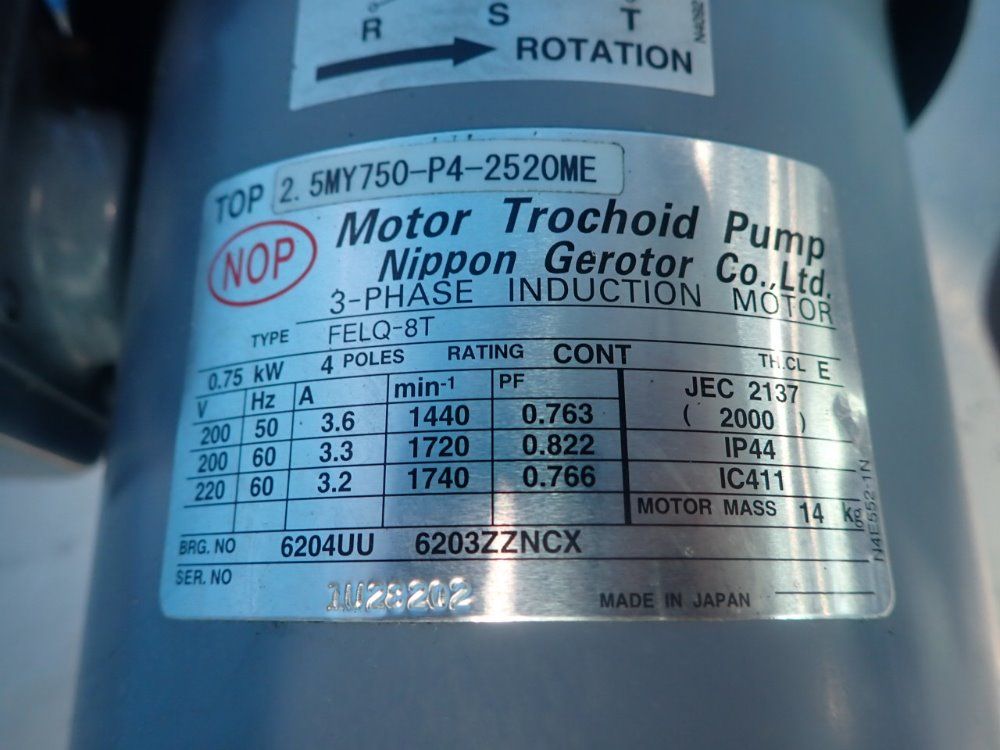 R S T
ROTATION
N4092
TOP 2.5MY750-P4-2520ME
NOP
Motor Trochoid Pump
Nippon Gerotor Co.,Ltd.
3-PHASE INDUCTION MOTOR
TYPE FELQ-8T
0.75 kW 4 POLES RATING CONT TH.CL E
V Hz A min-1 PF JEC 2137
200 50 3.6 1440 0.763 ( 2000 )
200 60 3.3 1720 0.822 IP44
220 60 3.2 1740 0.766 IC411
MOTOR MASS 14 kg
BRG. NO 6204UU 6203ZZNCX
SER. NO 1U28202
MADE IN JAPAN
N4E552-1N